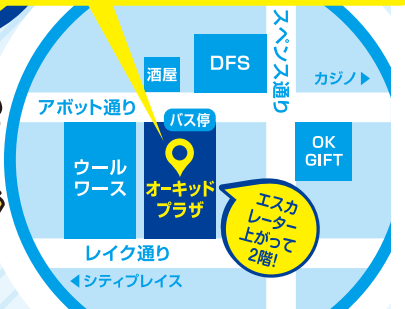 酒屋
DFS
スペンス通り
カジノ▶
アボット通り
バス停
OK
GIFT
ウール
ワース
オーキッド
プラザ
エスカ
レーター
上がって
2階!
レイク通り
◀シティプレイス